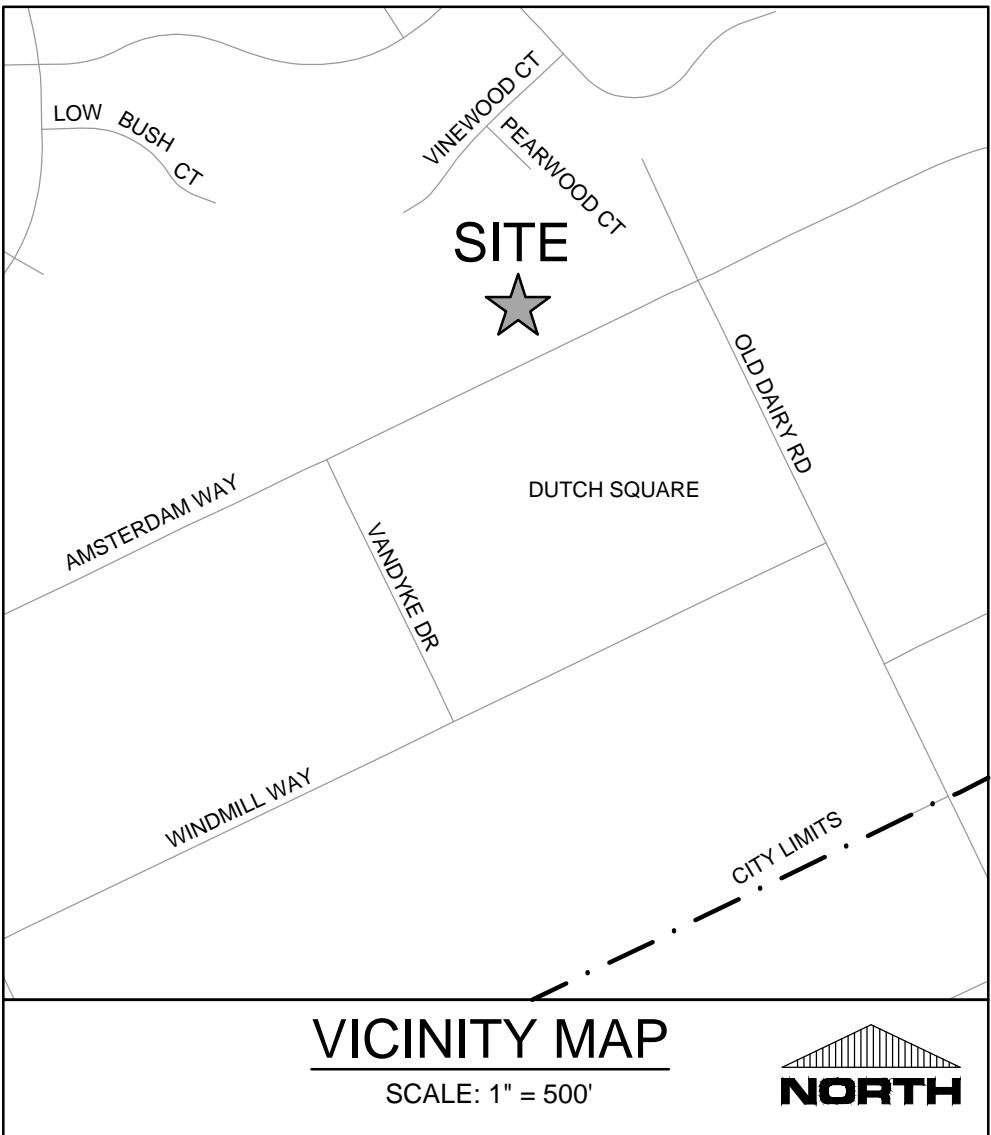 LOW BUSH CT
VINEWOOD CT
PEARWOOD CT
SITE
OLD DAIRY RD
DUTCH SQUARE
AMSTERDAM WAY
VANDYKE DR
WINDMILL WAY
CITY LIMITS
VICINITY MAP
SCALE: 1" = 500'
NORTH